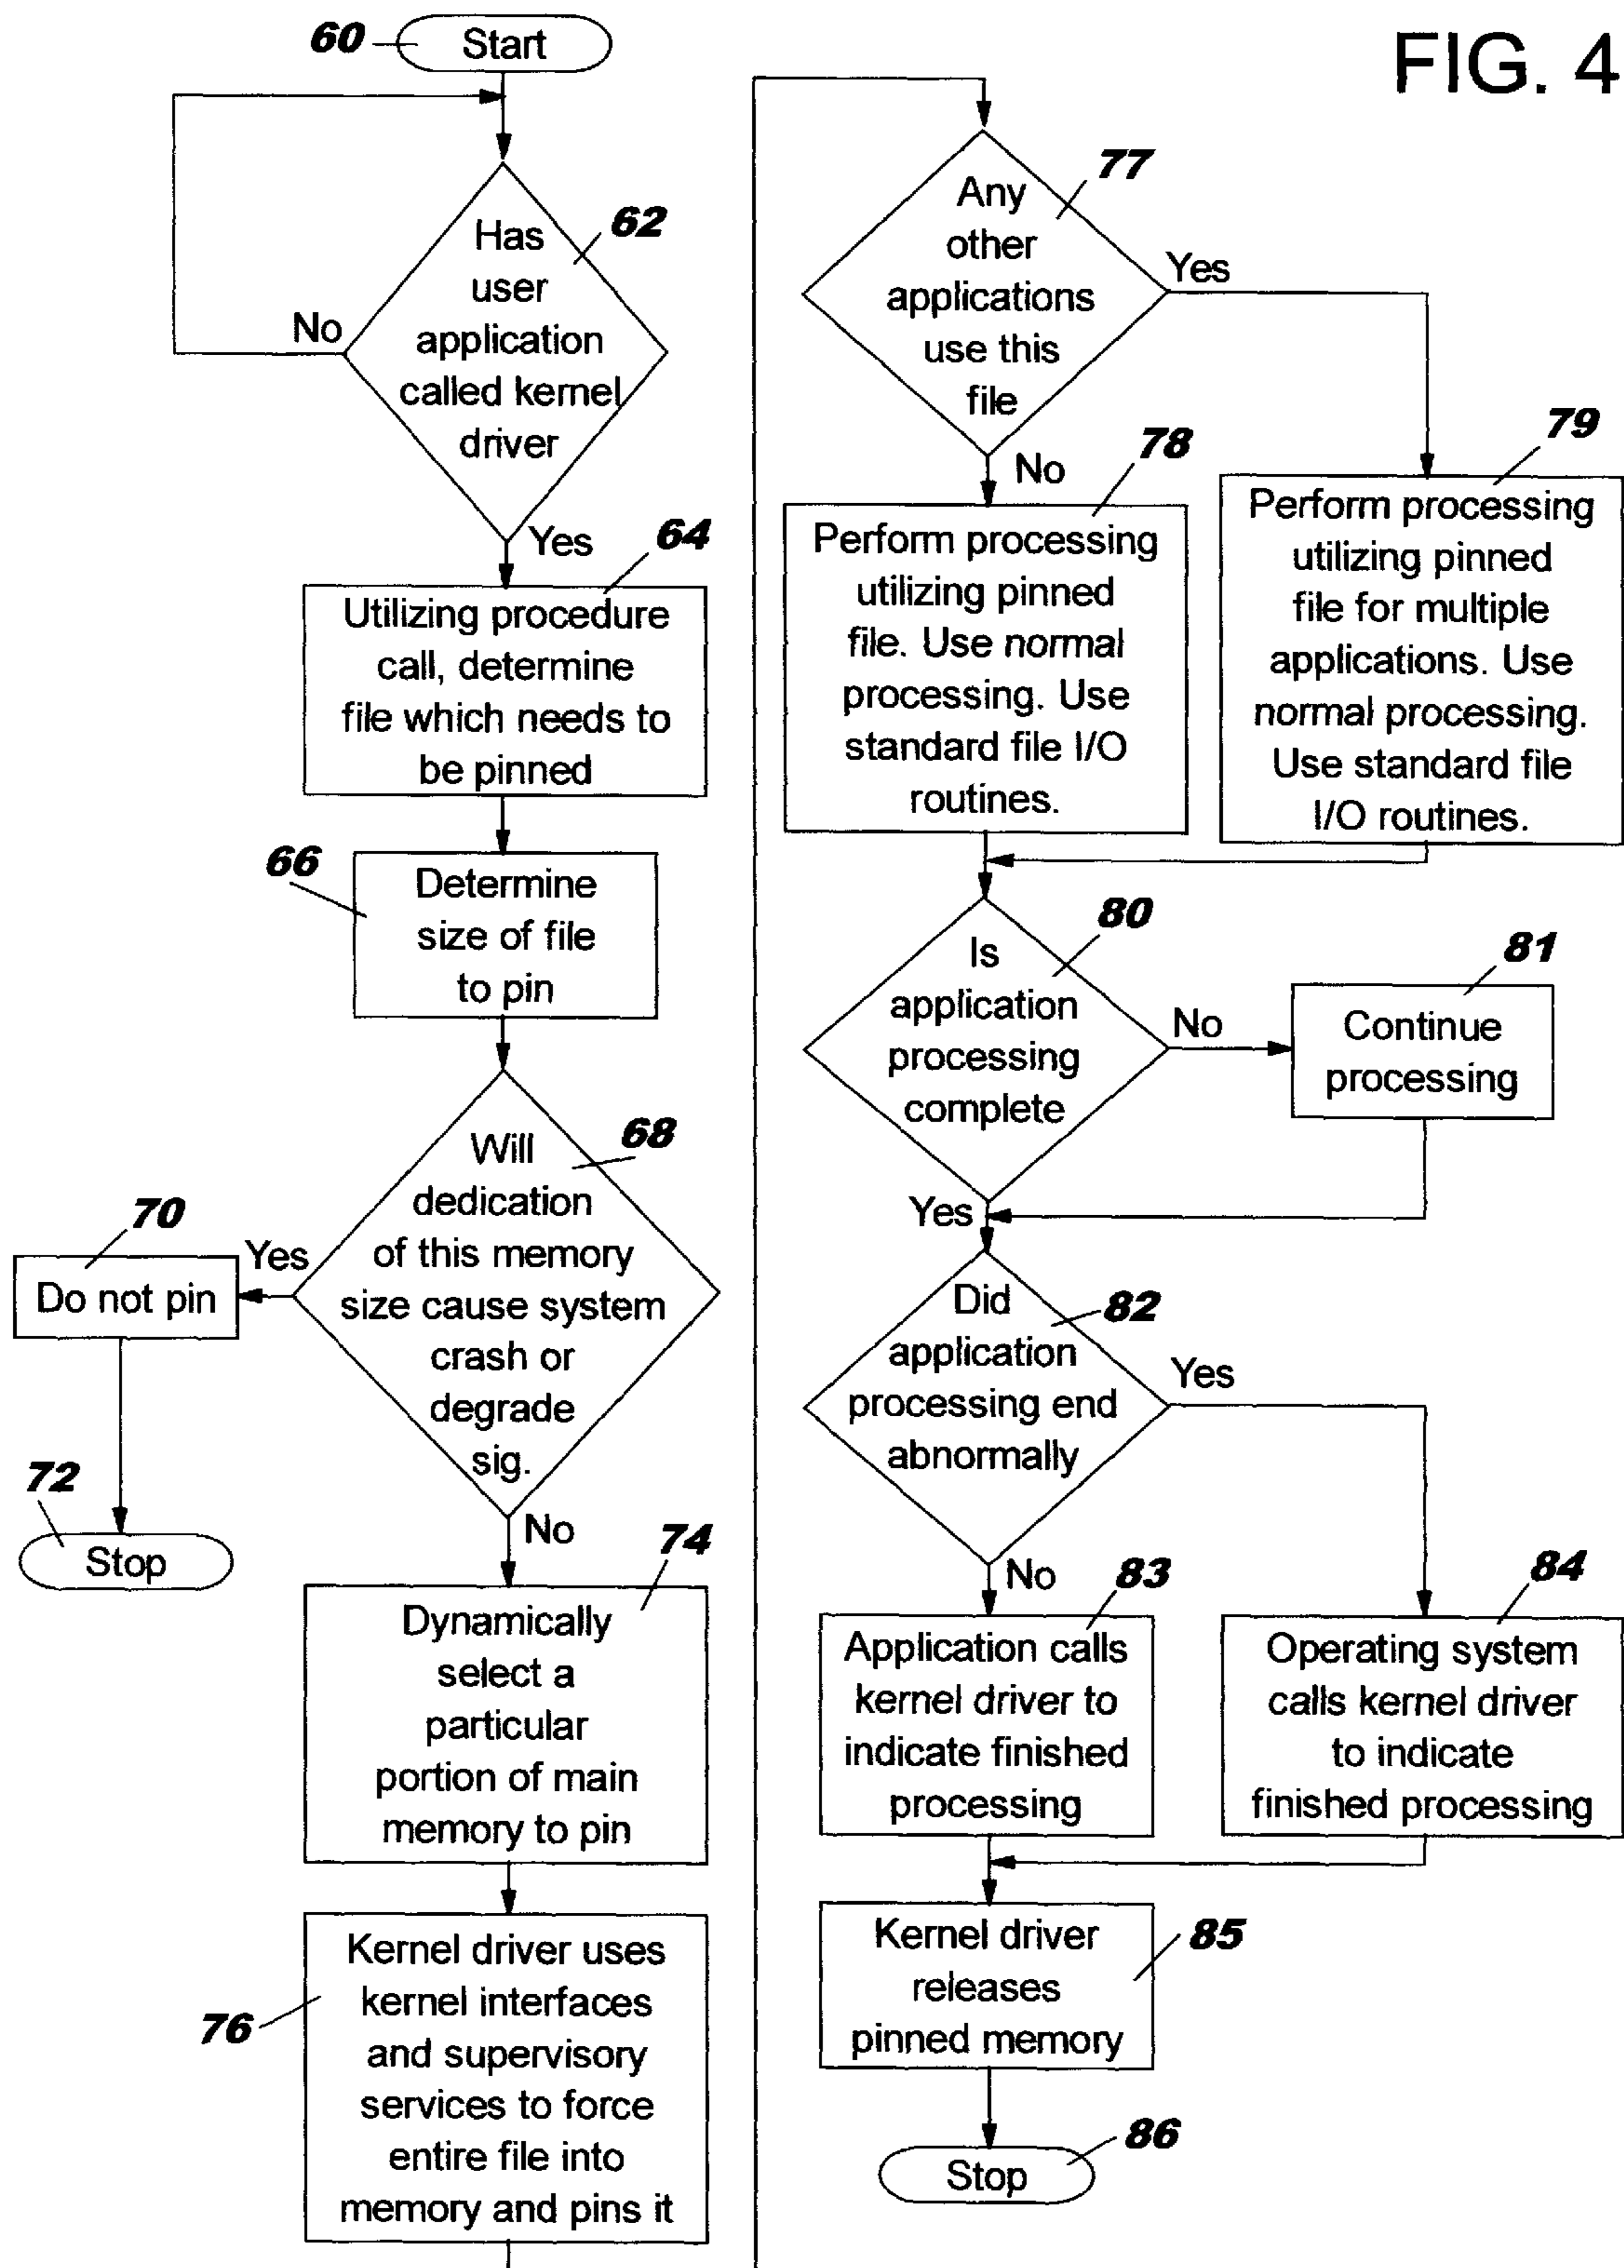 FIG. 4
60
Start
62
Has
user
application
called kernel
driver
No
Yes
64
Utilizing procedure
call, determine
file which needs to
be pinned
66
Determine
size of file
to pin
68
Will
dedication
of this memory
size cause system
crash or
degrade
sig.
Yes
70
Do not pin
72
Stop
No
74
Dynamically
select a
particular
portion of main
memory to pin
76
Kernel driver uses
kernel interfaces
and supervisory
services to force
entire file into
memory and pins it
77
Any
other
applications
use this
file
Yes
No
78
Perform processing
utilizing pinned
file. Use normal
processing. Use
standard file I/O
routines.
79
Perform processing
utilizing pinned
file for multiple
applications. Use
normal processing.
Use standard file
I/O routines.
80
Is
application
processing
complete
No
81
Continue
processing
Yes
82
Did
application
processing end
abnormally
Yes
No
83
Application calls
kernel driver to
indicate finished
processing
84
Operating system
calls kernel driver
to indicate
finished processing
85
Kernel driver
releases
pinned memory
86
Stop